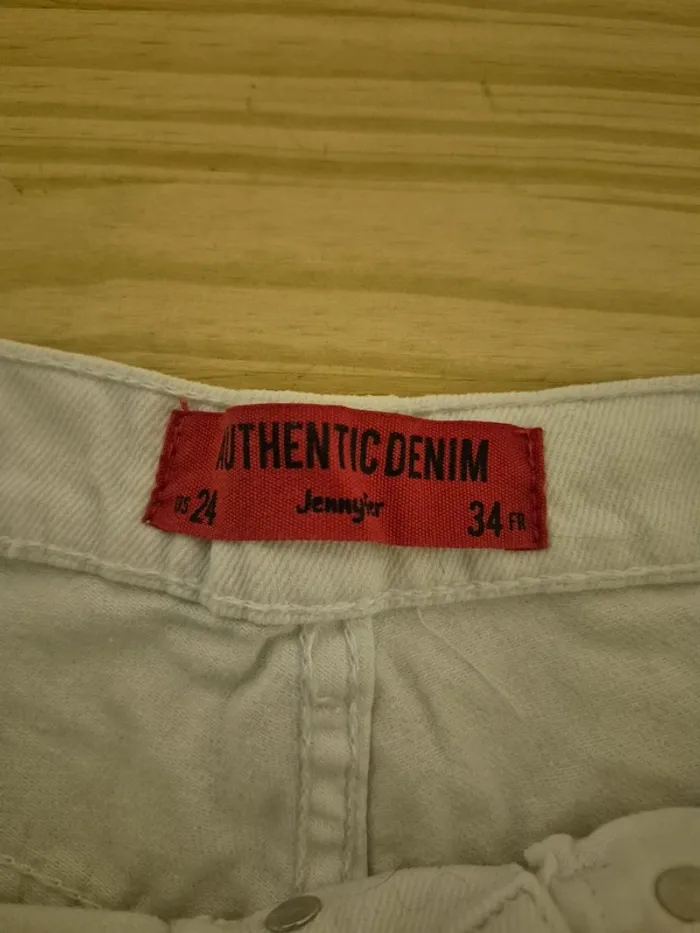 AUTHENTIC DENIM
US 24 Jennyfer 34 FR